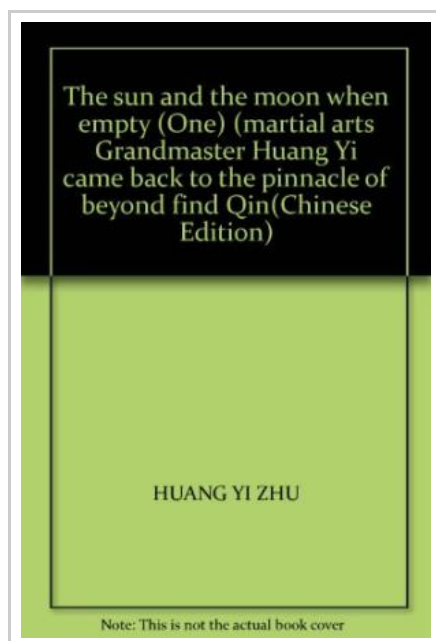 The sun and the moon when
empty (One) (martial arts
Grandmaster Huang Yi
came back to the pinnacle of
beyond find Qin(Chinese
Edition)
HUANG YI ZHU
Note: This is not the actual book cover